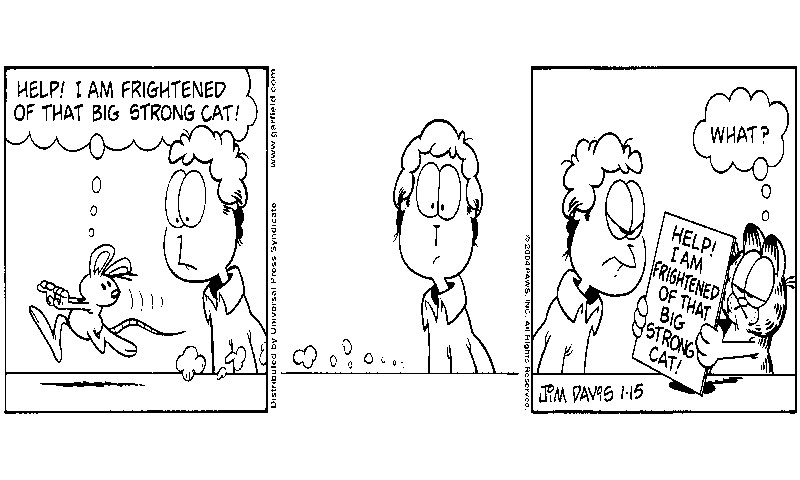 HELP! I AM FRIGHTENED
OF THAT BIG STRONG CAT!
www.garfield.com
Distributed by Universal Press Syndicate
© 2004 PAWS, INC. All Rights Reserved.
WHAT?
HELP!
I AM
FRIGHTENED
OF THAT
BIG
STRONG
CAT!
JIM DAVIS 1-15